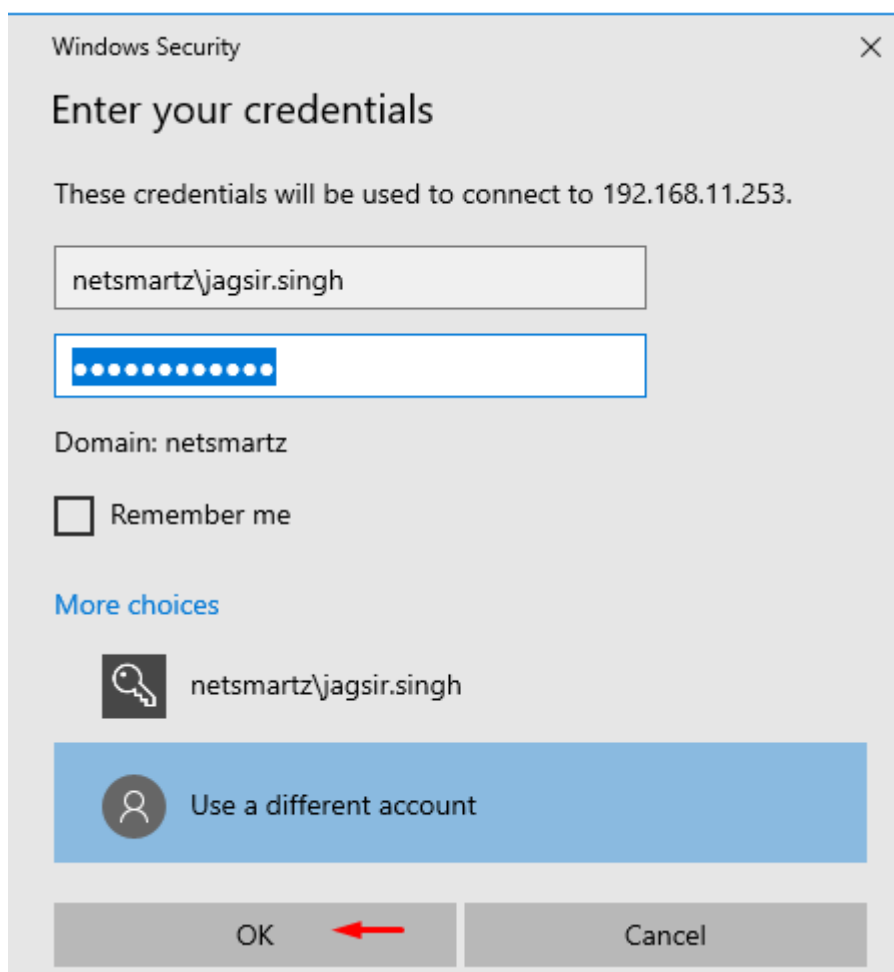 Windows Security
Enter your credentials
These credentials will be used to connect to 192.168.11.253.
netsmartz\jagsir.singh
••••••••••••
Domain: netsmartz
Remember me
More choices
netsmartz\jagsir.singh
Use a different account
OK
Cancel